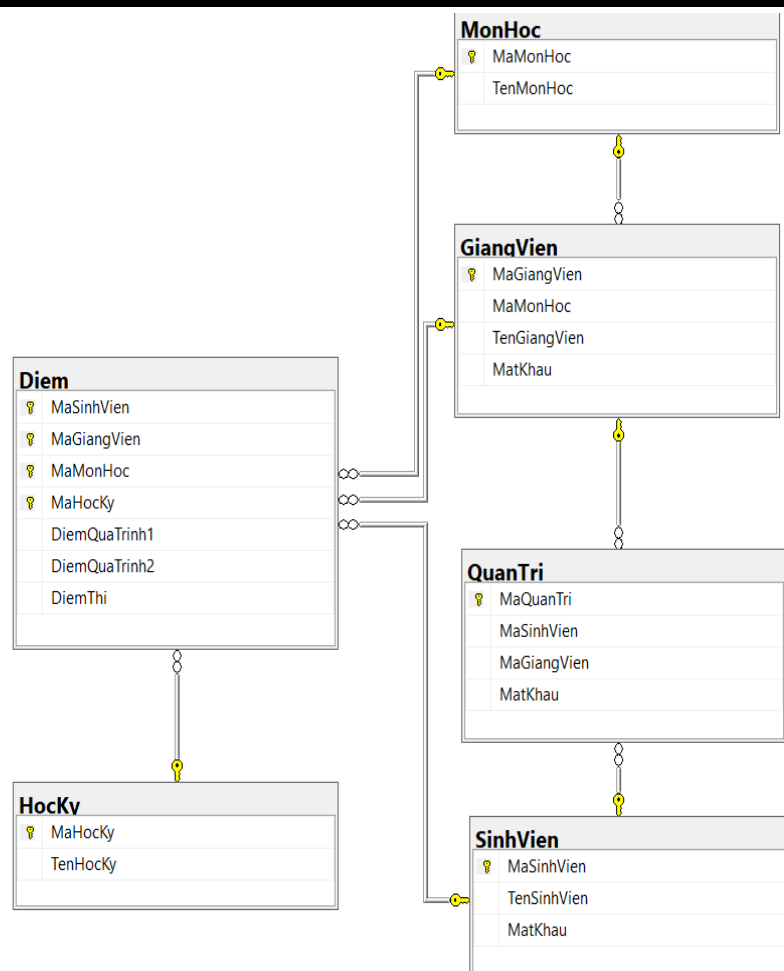 MonHoc
MaMonHoc
TenMonHoc
GiangVien
MaGiangVien
MaMonHoc
TenGiangVien
MatKhau
Diem
MaSinhVien
MaGiangVien
MaMonHoc
MaHocKy
DiemQuaTrinh1
DiemQuaTrinh2
DiemThi
QuanTri
MaQuanTri
MaSinhVien
MaGiangVien
MatKhau
HocKy
MaHocKy
TenHocKy
SinhVien
MaSinhVien
TenSinhVien
MatKhau